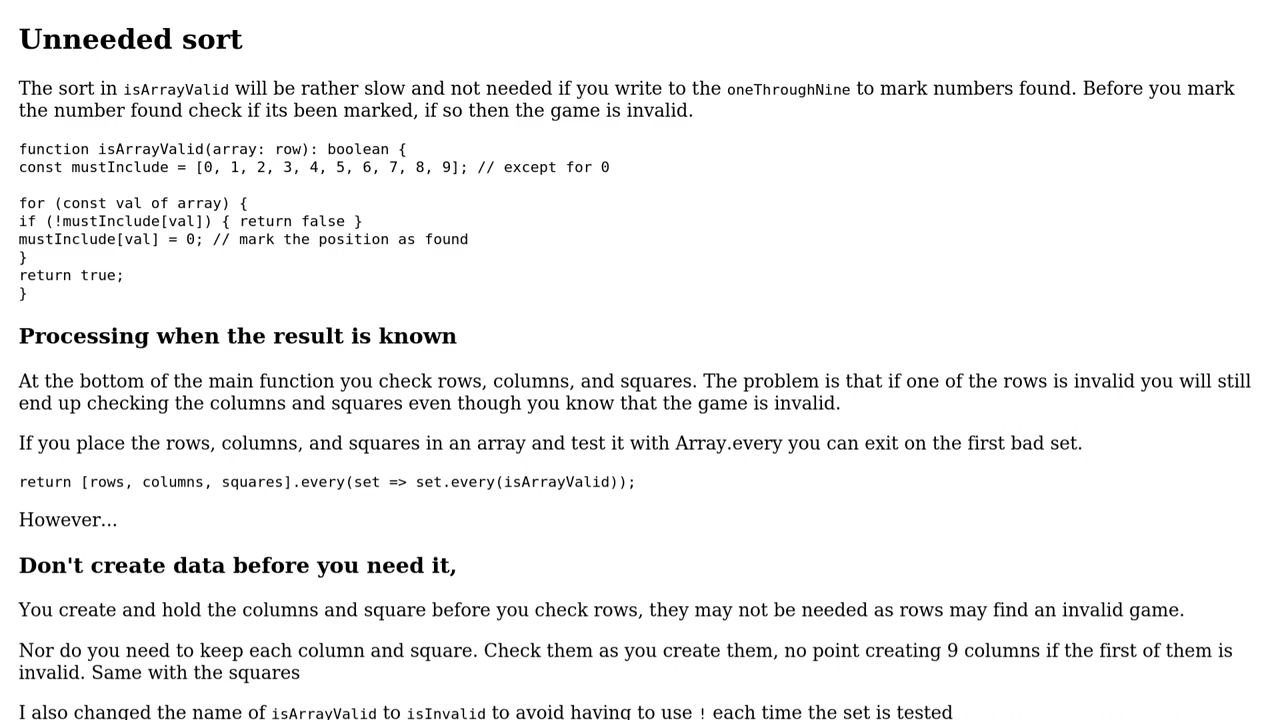 Unneeded sort
The sort in isArrayValid will be rather slow and not needed if you write to the oneThroughNine to mark numbers found. Before you mark
the number found check if its been marked, if so then the game is invalid.
function isArrayValid(array: row): boolean {
const mustInclude = [0, 1, 2, 3, 4, 5, 6, 7, 8, 9]; // except for 0
for (const val of array) {
if (!mustInclude[val]) { return false }
mustInclude[val] = 0; // mark the position as found
}
return true;
}
Processing when the result is known
At the bottom of the main function you check rows, columns, and squares. The problem is that if one of the rows is invalid you will still
end up checking the columns and squares even though you know that the game is invalid.
If you place the rows, columns, and squares in an array and test it with Array.every you can exit on the first bad set.
return [rows, columns, squares].every(set => set.every(isArrayValid));
However...
Don't create data before you need it,
You create and hold the columns and square before you check rows, they may not be needed as rows may find an invalid game.
Nor do you need to keep each column and square. Check them as you create them, no point creating 9 columns if the first of them is
invalid. Same with the squares
I also changed the name of isArrayValid to isInvalid to avoid having to use ! each time the set is tested